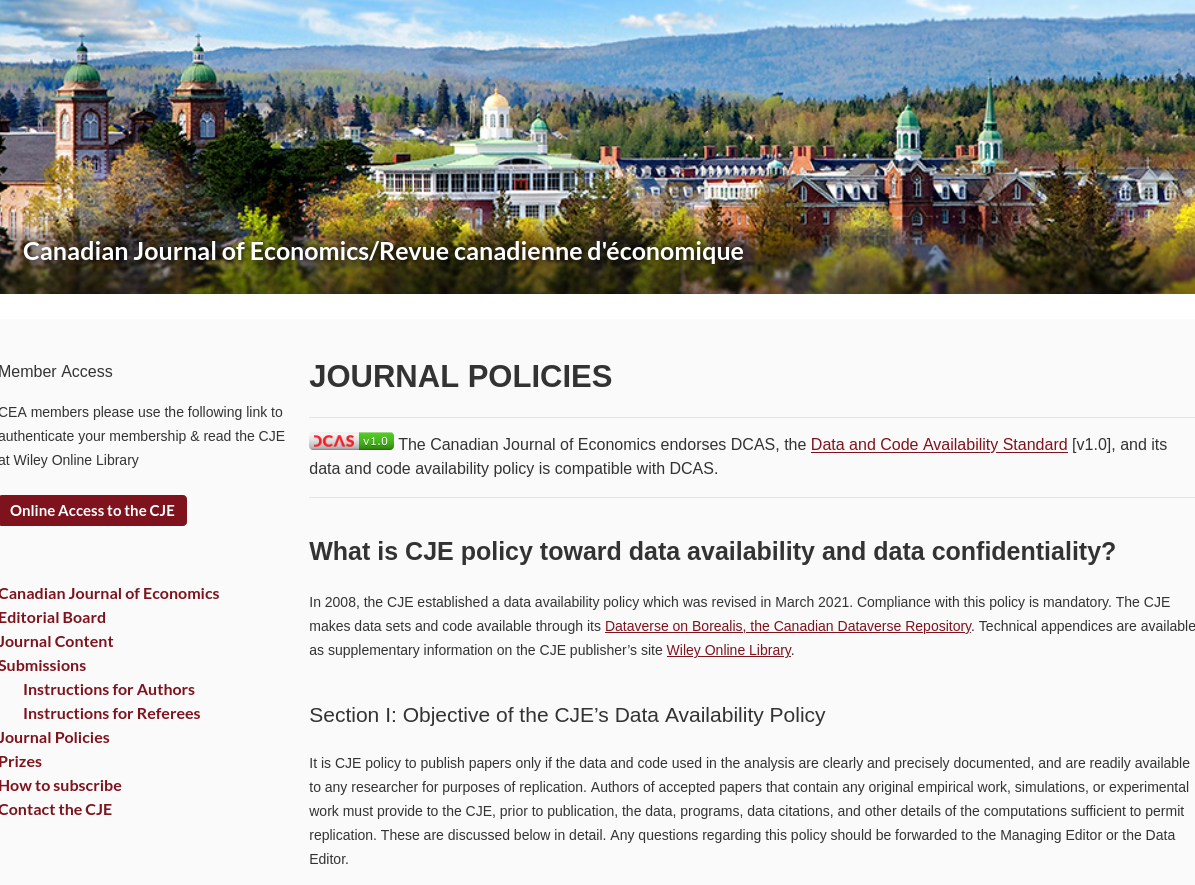 Canadian Journal of Economics/Revue canadienne d'économique
Member Access
CEA members please use the following link to
authenticate your membership & read the CJE
at Wiley Online Library
Online Access to the CJE
Canadian Journal of Economics
Editorial Board
Journal Content
Submissions
Instructions for Authors
Instructions for Referees
Journal Policies
Prizes
How to subscribe
Contact the CJE
JOURNAL POLICIES
DCAS v1.0 The Canadian Journal of Economics endorses DCAS, the Data and Code Availability Standard [v1.0], and its
data and code availability policy is compatible with DCAS.
What is CJE policy toward data availability and data confidentiality?
In 2008, the CJE established a data availability policy which was revised in March 2021. Compliance with this policy is mandatory. The CJE
makes data sets and code available through its Dataverse on Borealis, the Canadian Dataverse Repository. Technical appendices are available
as supplementary information on the CJE publisher’s site Wiley Online Library.
Section I: Objective of the CJE’s Data Availability Policy
It is CJE policy to publish papers only if the data and code used in the analysis are clearly and precisely documented, and are readily available
to any researcher for purposes of replication. Authors of accepted papers that contain any original empirical work, simulations, or experimental
work must provide to the CJE, prior to publication, the data, programs, data citations, and other details of the computations sufficient to permit
replication. These are discussed below in detail. Any questions regarding this policy should be forwarded to the Managing Editor or the Data
Editor.